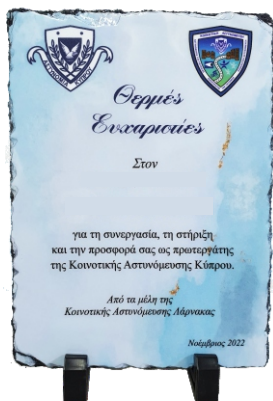 Θερμές
Ευχαριστίες
Στον
για τη συνεργασία, τη στήριξη
και την προσφορά σας ως πρωτεργάτης
της Κοινοτικής Αστυνόμευσης Κύπρου.
Από τα μέλη της
Κοινοτικής Αστυνόμευσης Λάρνακας
Νοέμβριος 2022